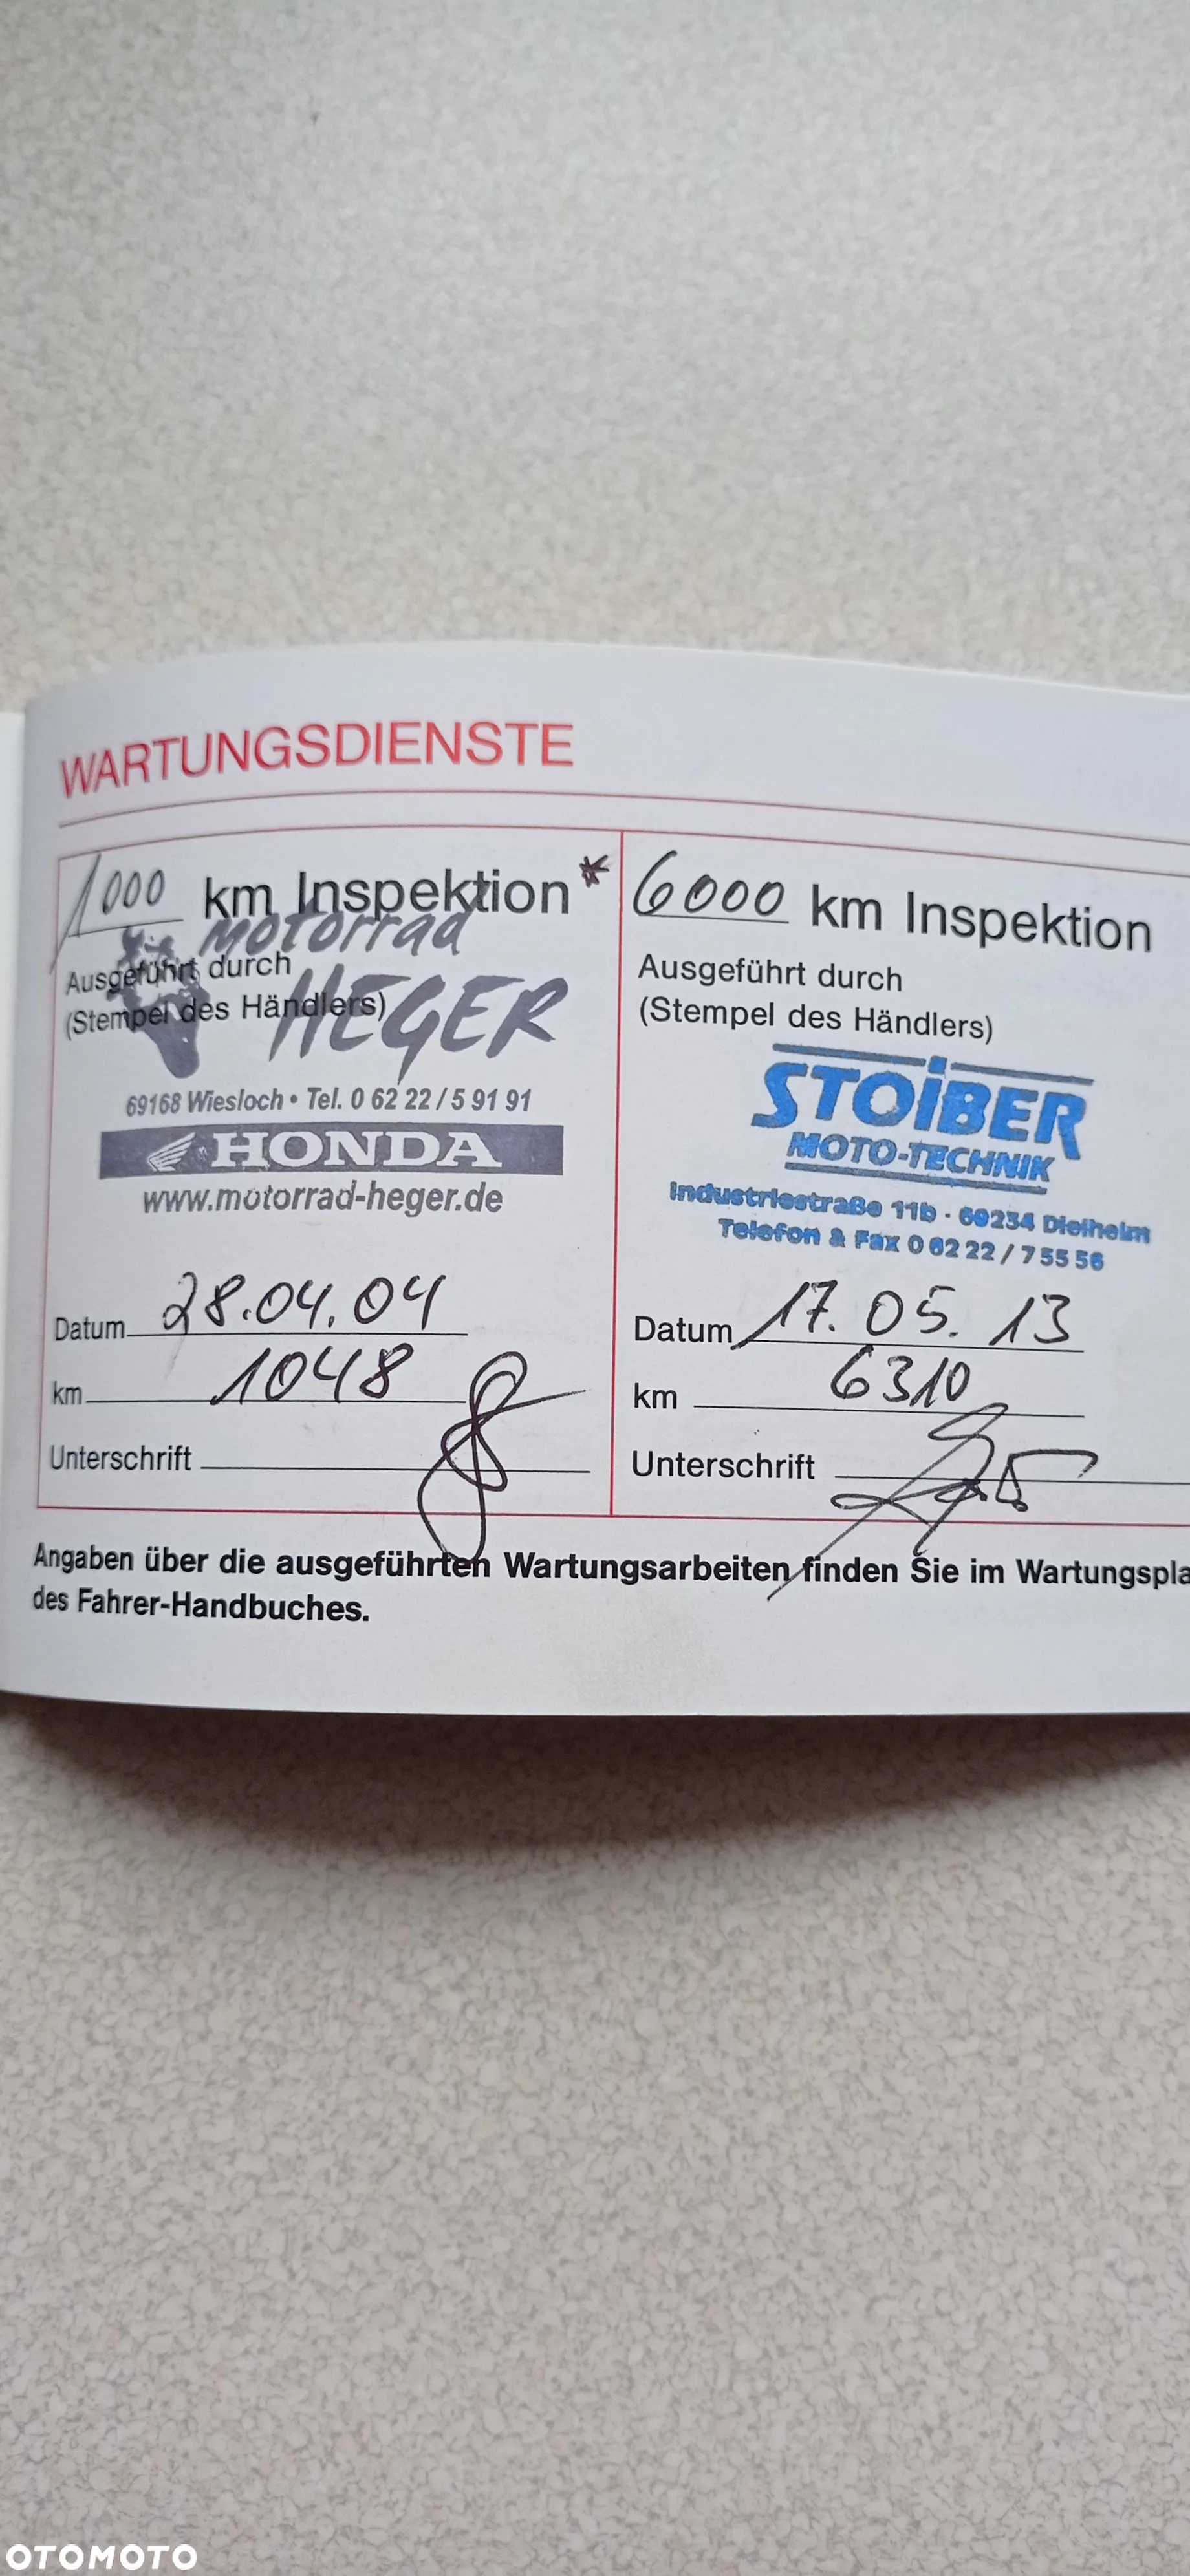 WARTUNGSDIENSTE
1000 km Inspektion*
motorrad
Ausgeführt durch
(Stempel des Händlers)
HEGER
69168 Wiesloch • Tel. 0 62 22 / 5 91 91
HONDA
www.motorrad-heger.de
Datum 28.04.04
km 1048
Unterschrift
6000 km Inspektion
Ausgeführt durch
(Stempel des Händlers)
STOİBER
MOTO-TECHNIK
Industriestraße 11b · 69234 Dielheim
Telefon & Fax 0 62 22 / 7 55 56
Datum 17.05.13
km 6310
Unterschrift
Angaben über die ausgeführten Wartungsarbeiten finden Sie im Wartungspla
des Fahrer-Handbuches.
OTOMOTO